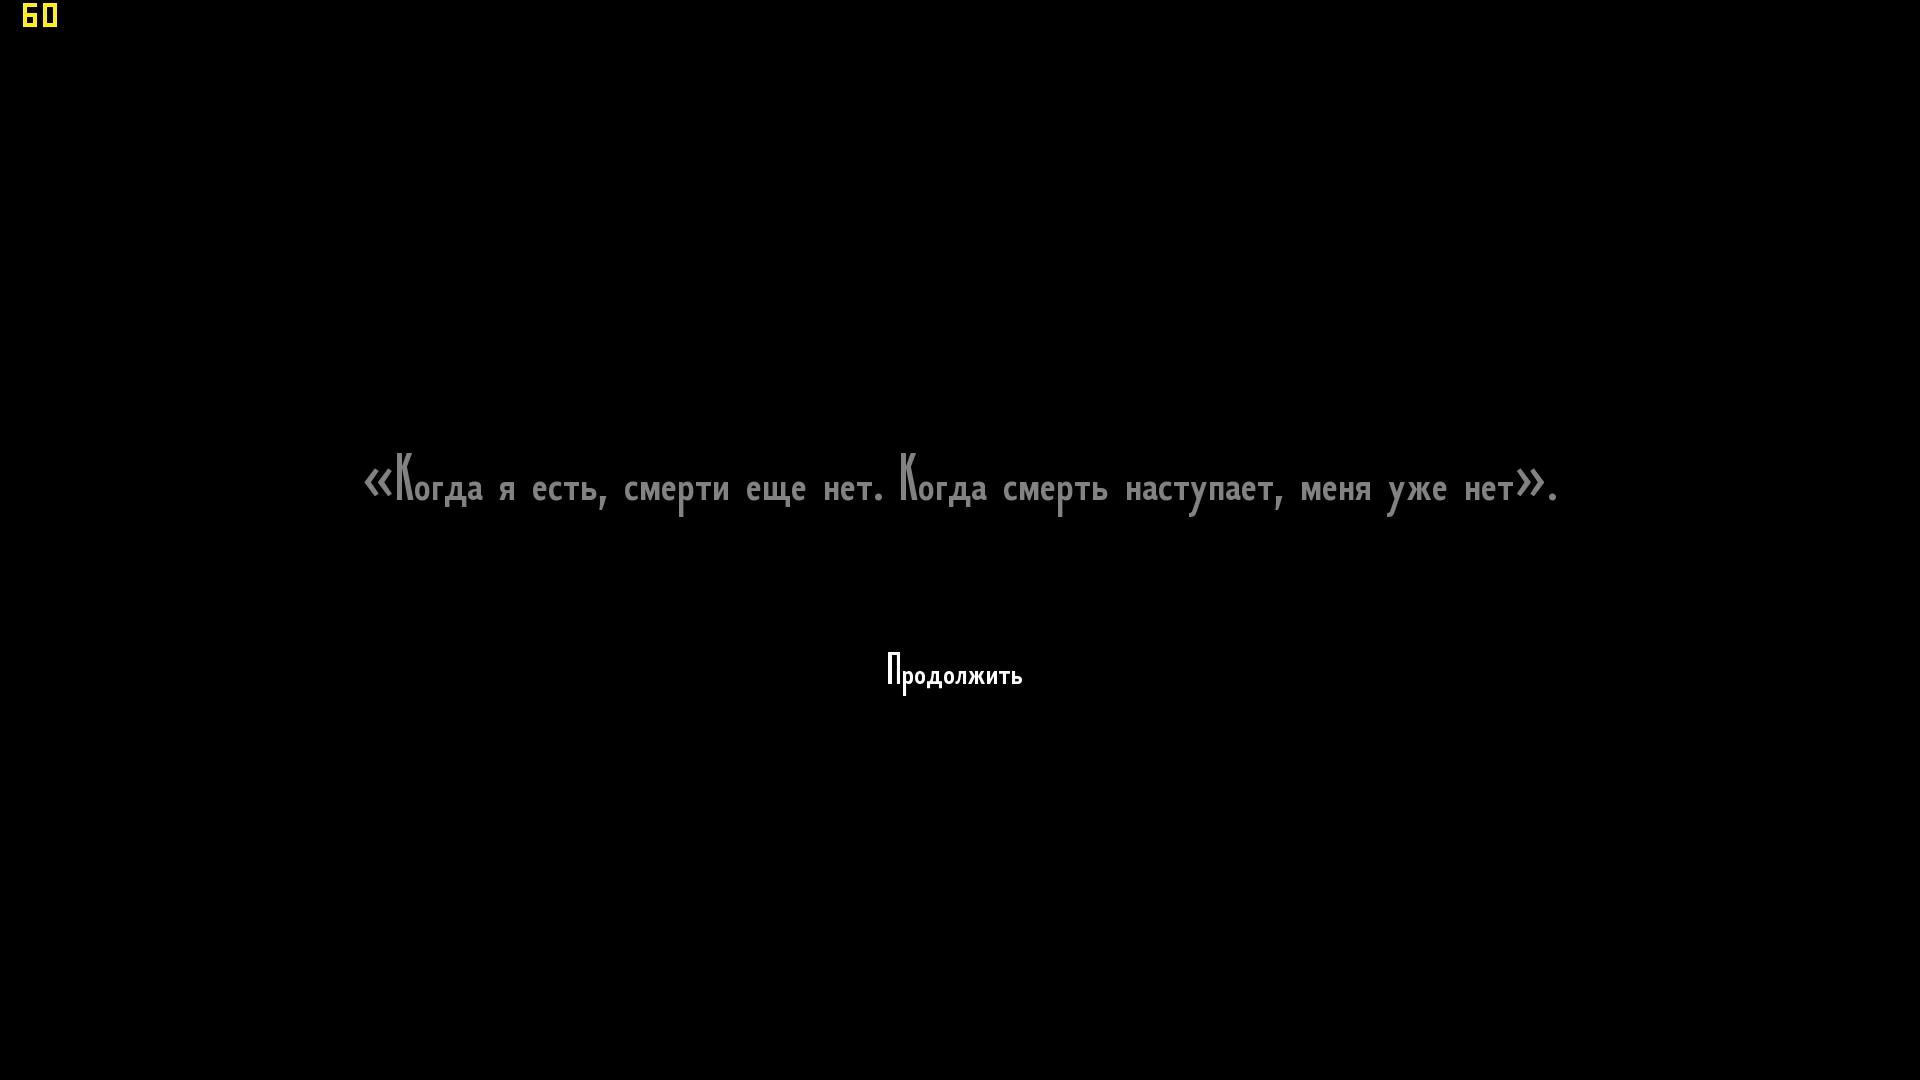 60
«Когда я есть, смерти еще нет. Когда смерть наступает, меня уже нет».
Продолжить